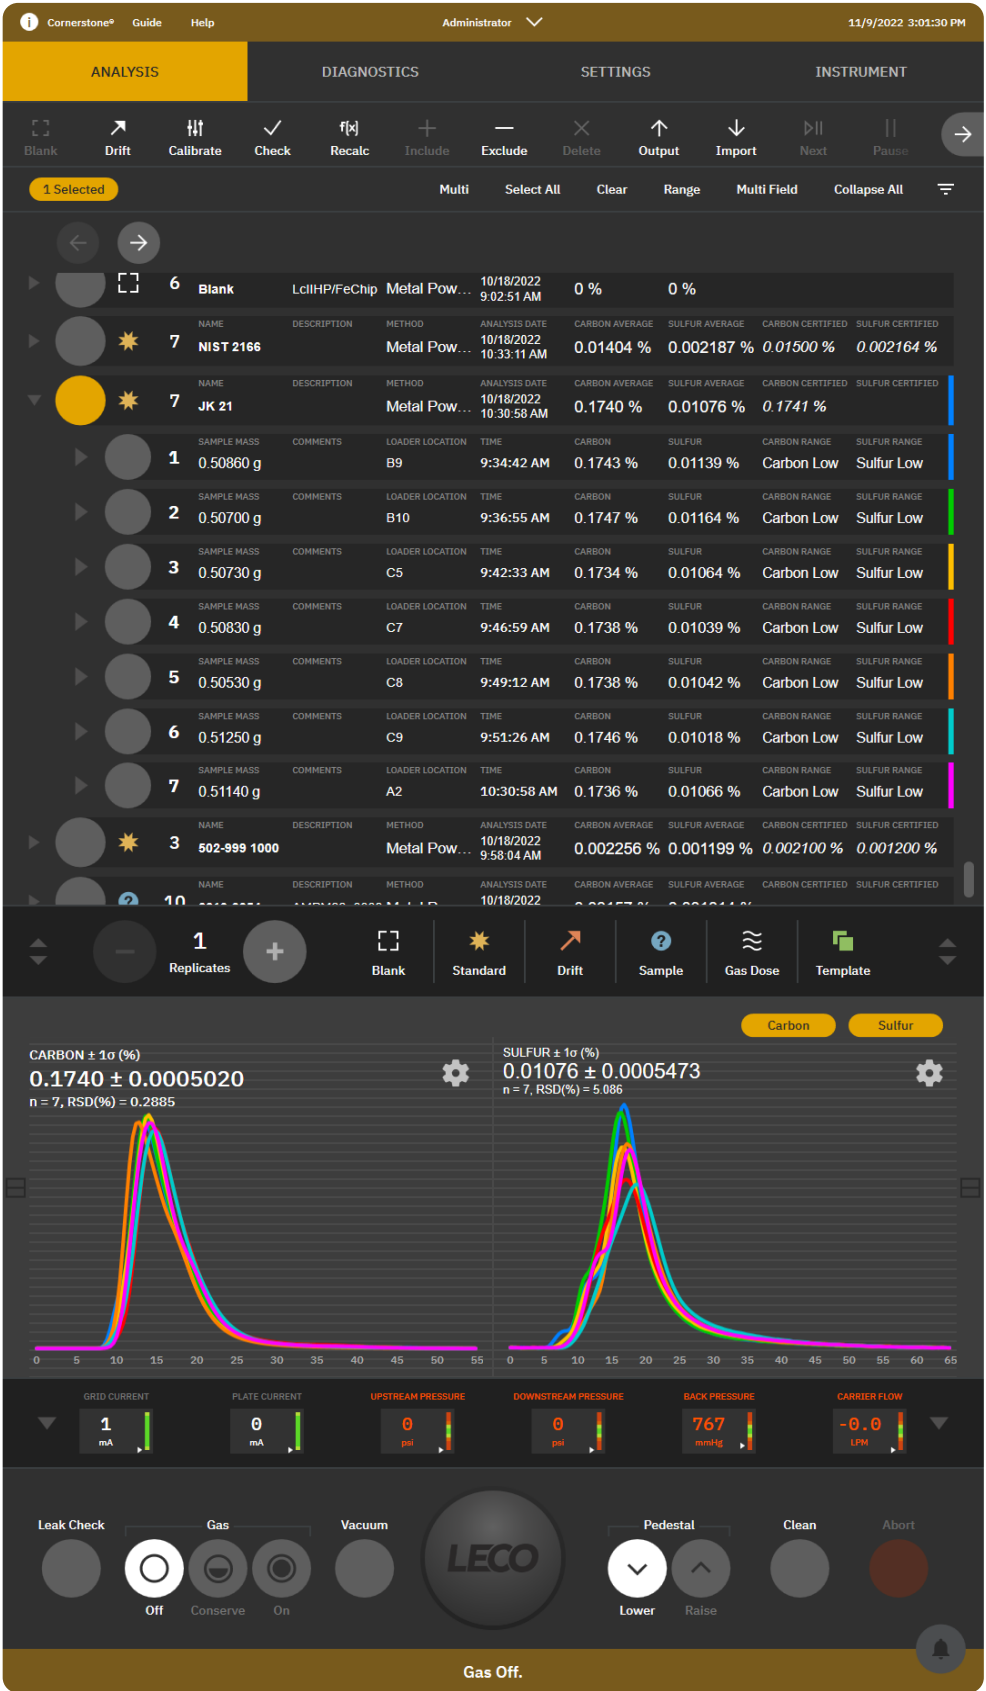 i Cornerstone® Guide Help Administrator 11/9/2022 3:01:30 PM
ANALYSIS DIAGNOSTICS SETTINGS INSTRUMENT
f(x)
Blank Drift Calibrate Check Recalc Include Exclude Delete Output Import Next Pause
1 Selected Multi Select All Clear Range Multi Field Collapse All
6 Blank LclIHP/FeChip Metal Pow... 10/18/2022 9:02:51 AM 0 % 0 %
NAME DESCRIPTION METHOD ANALYSIS DATE CARBON AVERAGE SULFUR AVERAGE CARBON CERTIFIED SULFUR CERTIFIED
7 NIST 2166 Metal Pow... 10/18/2022 10:33:11 AM 0.01404 % 0.002187 % 0.01500 % 0.002164 %
NAME DESCRIPTION METHOD ANALYSIS DATE CARBON AVERAGE SULFUR AVERAGE CARBON CERTIFIED SULFUR CERTIFIED
7 JK 21 Metal Pow... 10/18/2022 10:30:58 AM 0.1740 % 0.01076 % 0.1741 %
SAMPLE MASS COMMENTS LOADER LOCATION TIME CARBON SULFUR CARBON RANGE SULFUR RANGE
1 0.50860 g B9 9:34:42 AM 0.1743 % 0.01139 % Carbon Low Sulfur Low
SAMPLE MASS COMMENTS LOADER LOCATION TIME CARBON SULFUR CARBON RANGE SULFUR RANGE
2 0.50700 g B10 9:36:55 AM 0.1747 % 0.01164 % Carbon Low Sulfur Low
SAMPLE MASS COMMENTS LOADER LOCATION TIME CARBON SULFUR CARBON RANGE SULFUR RANGE
3 0.50730 g C5 9:42:33 AM 0.1734 % 0.01064 % Carbon Low Sulfur Low
SAMPLE MASS COMMENTS LOADER LOCATION TIME CARBON SULFUR CARBON RANGE SULFUR RANGE
4 0.50830 g C7 9:46:59 AM 0.1738 % 0.01039 % Carbon Low Sulfur Low
SAMPLE MASS COMMENTS LOADER LOCATION TIME CARBON SULFUR CARBON RANGE SULFUR RANGE
5 0.50530 g C8 9:49:12 AM 0.1738 % 0.01042 % Carbon Low Sulfur Low
SAMPLE MASS COMMENTS LOADER LOCATION TIME CARBON SULFUR CARBON RANGE SULFUR RANGE
6 0.51250 g C9 9:51:26 AM 0.1746 % 0.01018 % Carbon Low Sulfur Low
SAMPLE MASS COMMENTS LOADER LOCATION TIME CARBON SULFUR CARBON RANGE SULFUR RANGE
7 0.51140 g A2 10:30:58 AM 0.1736 % 0.01066 % Carbon Low Sulfur Low
NAME DESCRIPTION METHOD ANALYSIS DATE CARBON AVERAGE SULFUR AVERAGE CARBON CERTIFIED SULFUR CERTIFIED
3 502-999 1000 Metal Pow... 10/18/2022 9:58:04 AM 0.002256 % 0.001199 % 0.002100 % 0.001200 %
NAME DESCRIPTION METHOD ANALYSIS DATE CARBON AVERAGE SULFUR AVERAGE CARBON CERTIFIED SULFUR CERTIFIED
? 10 10/18/2022
1
Replicates Blank Standard Drift Sample Gas Dose Template
Carbon Sulfur
CARBON ± 1σ (%)
0.1740 ± 0.0005020
n = 7, RSD(%) = 0.2885
SULFUR ± 1σ (%)
0.01076 ± 0.0005473
n = 7, RSD(%) = 5.086
0 5 10 15 20 25 30 35 40 45 50 55
0 5 10 15 20 25 30 35 40 45 50 55 60 65
GRID CURRENT PLATE CURRENT UPSTREAM PRESSURE DOWNSTREAM PRESSURE BACK PRESSURE CARRIER FLOW
1 0 0 0 767 -0.0
mA mA psi psi mmHg LPM
Leak Check Gas Vacuum Pedestal Clean Abort
LECO
Off Conserve On Lower Raise
Gas Off.